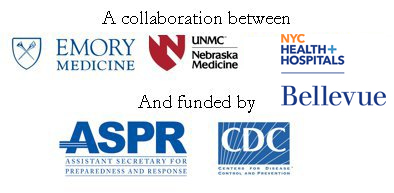 A collaboration between
EMORY
MEDICINE
UNMC
Nebraska
Medicine
NYC
HEALTH+
HOSPITALS
Bellevue
And funded by
ASPR
ASSISTANT SECRETARY FOR
PREPAREDNESS AND RESPONSE
CDC
CENTERS FOR DISEASE
CONTROL AND PREVENTION